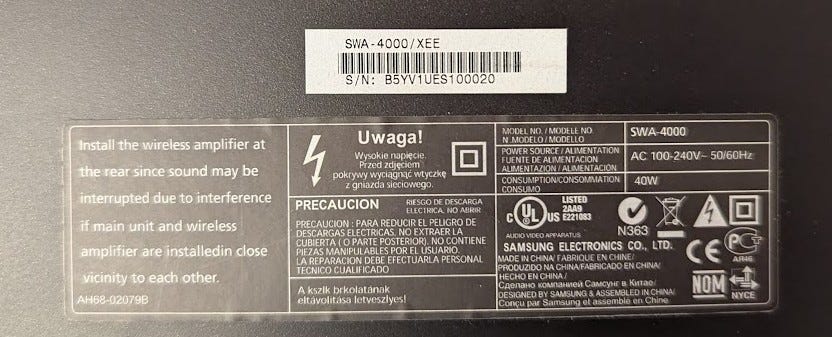 SWA-4000/XEE
S/N: B5YV1UES100020
Install the wireless amplifier at
the rear since sound may be
interrupted due to interference
if main unit and wireless
amplifier are installedin close
vicinity to each other.
AH68-02079B
Uwaga!
Wysokie napięcie.
Przed zdjęciem
pokrywy wyciągnąć wtyczkę
z gniazda sieciowego.
PRECAUCION
RIESGO DE DESCARGA
ELECTRICA, NO ABRIR
PRECAUCION : PARA REDUCIR EL PELIGRO DE
DESCARGAS ELECTRICAS, NO EXTRAER LA
CUBIERTA ( O PARTE POSTERIOR). NO CONTIENE
PIEZAS MANIPULABLES POR EL USUARIO.
LA REPARACION DEBE EFECTUARLA PERSONAL
TECNICO CUALIFICADO
A kszlk brkolatának
eltávolítása letveszlyes!
MODEL NO. / MODELE NO.
N. MODELO / MODELLO
SWA-4000
POWER SOURCE / ALIMENTATION
FUENTE DE ALIMENTACION
ALIMENTAZION / ALIMENTACION
AC 100-240V~ 50/60Hz
CONSUMPTION/CONSOMMATION
CONSUMO
40W
c UL US LISTED
2AA9
E221083
AUDIO VIDEO APPARATUS
N363
SAMSUNG ELECTRONICS CO., LTD.
MADE IN CHINA/ FABRIQUE EN CHINE/
PRODUZIDO NA CHINA/FABRICADO EN CHINA/
HECHO EN CHINA /
Сделано компанией Самсунг в Китае/
DESIGNED BY SAMSUNG & ASSEMBLED IN CHINA/
Conçu par Samsung et assemble en Chine
CE
АЯ46
NOM
NYCE